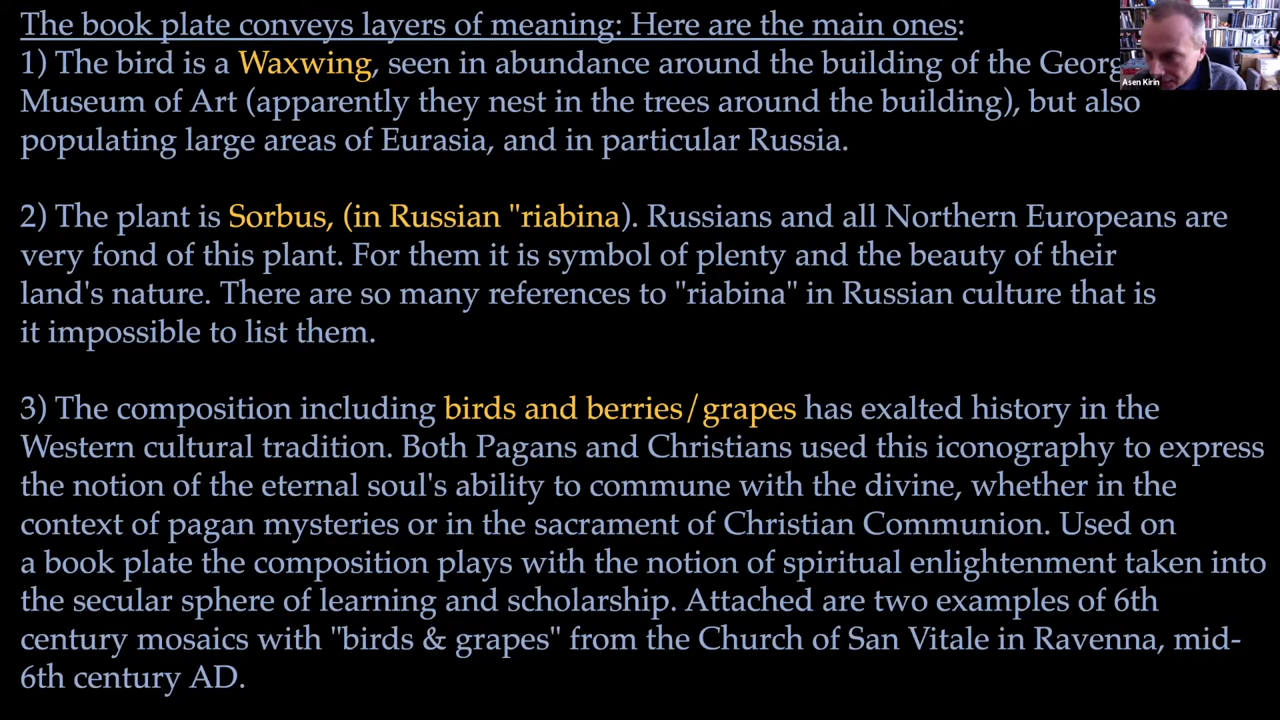 The book plate conveys layers of meaning: Here are the main ones:
1) The bird is a Waxwing, seen in abundance around the building of the Georg
Asen Kirin
Museum of Art (apparently they nest in the trees around the building), but also
populating large areas of Eurasia, and in particular Russia.
2) The plant is Sorbus, (in Russian "riabina). Russians and all Northern Europeans are
very fond of this plant. For them it is symbol of plenty and the beauty of their
land's nature. There are so many references to "riabina" in Russian culture that is
it impossible to list them.
3) The composition including birds and berries/grapes has exalted history in the
Western cultural tradition. Both Pagans and Christians used this iconography to express
the notion of the eternal soul's ability to commune with the divine, whether in the
context of pagan mysteries or in the sacrament of Christian Communion. Used on
a book plate the composition plays with the notion of spiritual enlightenment taken into
the secular sphere of learning and scholarship. Attached are two examples of 6th
century mosaics with "birds & grapes" from the Church of San Vitale in Ravenna, mid-
6th century AD.